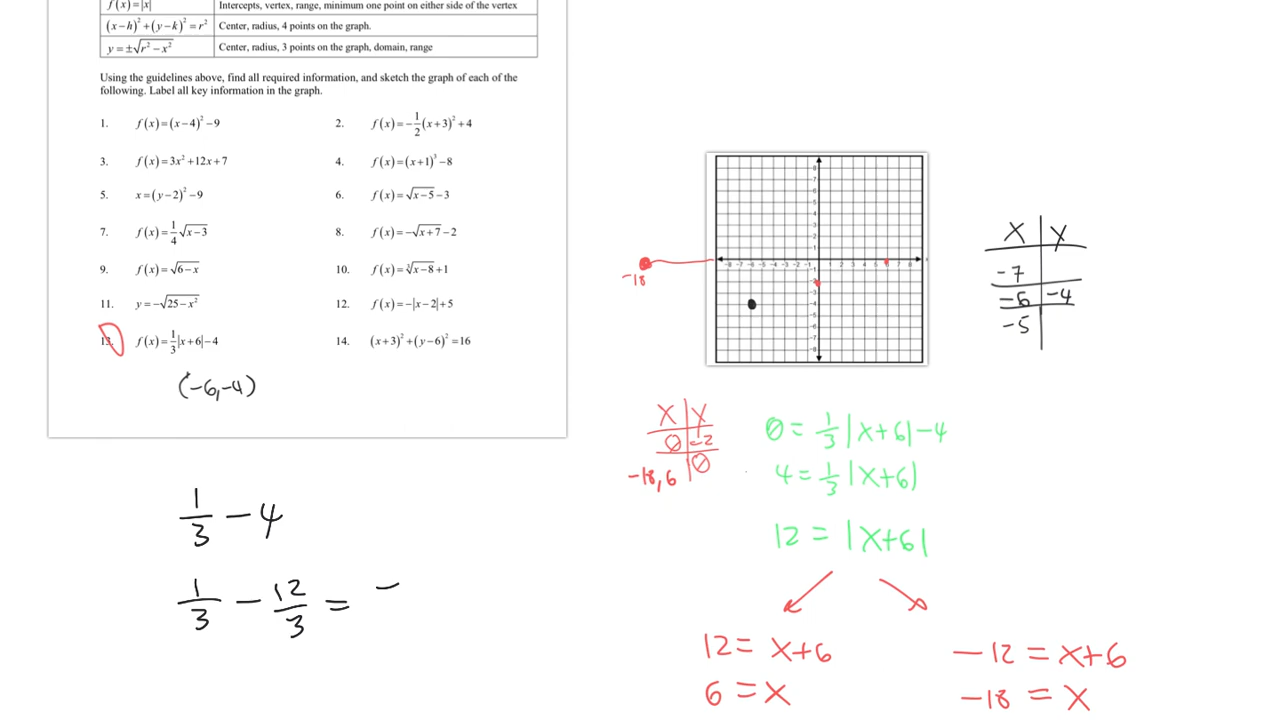 f(x)=|x| Intercepts, vertex, range, minimum one point on either side of the vertex
(x−h)²+(y−k)²=r² Center, radius, 4 points on the graph.
y=±√(r²−x²) Center, radius, 3 points on the graph, domain, range
Using the guidelines above, find all required information, and sketch the graph of each of the
following. Label all key information in the graph.
1. f(x)=(x−4)²−9
2. f(x)=−1/2(x+3)²+4
3. f(x)=3x²+12x+7
4. f(x)=(x+1)³−8
5. x=(y−2)²−9
6. f(x)=√(x−5)−3
7. f(x)=1/4√(x−3)
8. f(x)=−√(x+7)−2
9. f(x)=√(6−x)
10. f(x)=∛(x−8)+1
11. y=−√(25−x²)
12. f(x)=−|x−2|+5
13. f(x)=1/3|x+6|−4
14. (x+3)²+(y−6)²=16
(−6,−4)
1/3 − 4
1/3 − 12/3 = −
−18
X Y
−7
−6 −4
−5
X Y
0 −2
−18, 6 0
0 = 1/3 |X+6| −4
4 = 1/3 |X+6|
12 = |X+6|
12 = X+6
6 = X
−12 = X+6
−18 = X